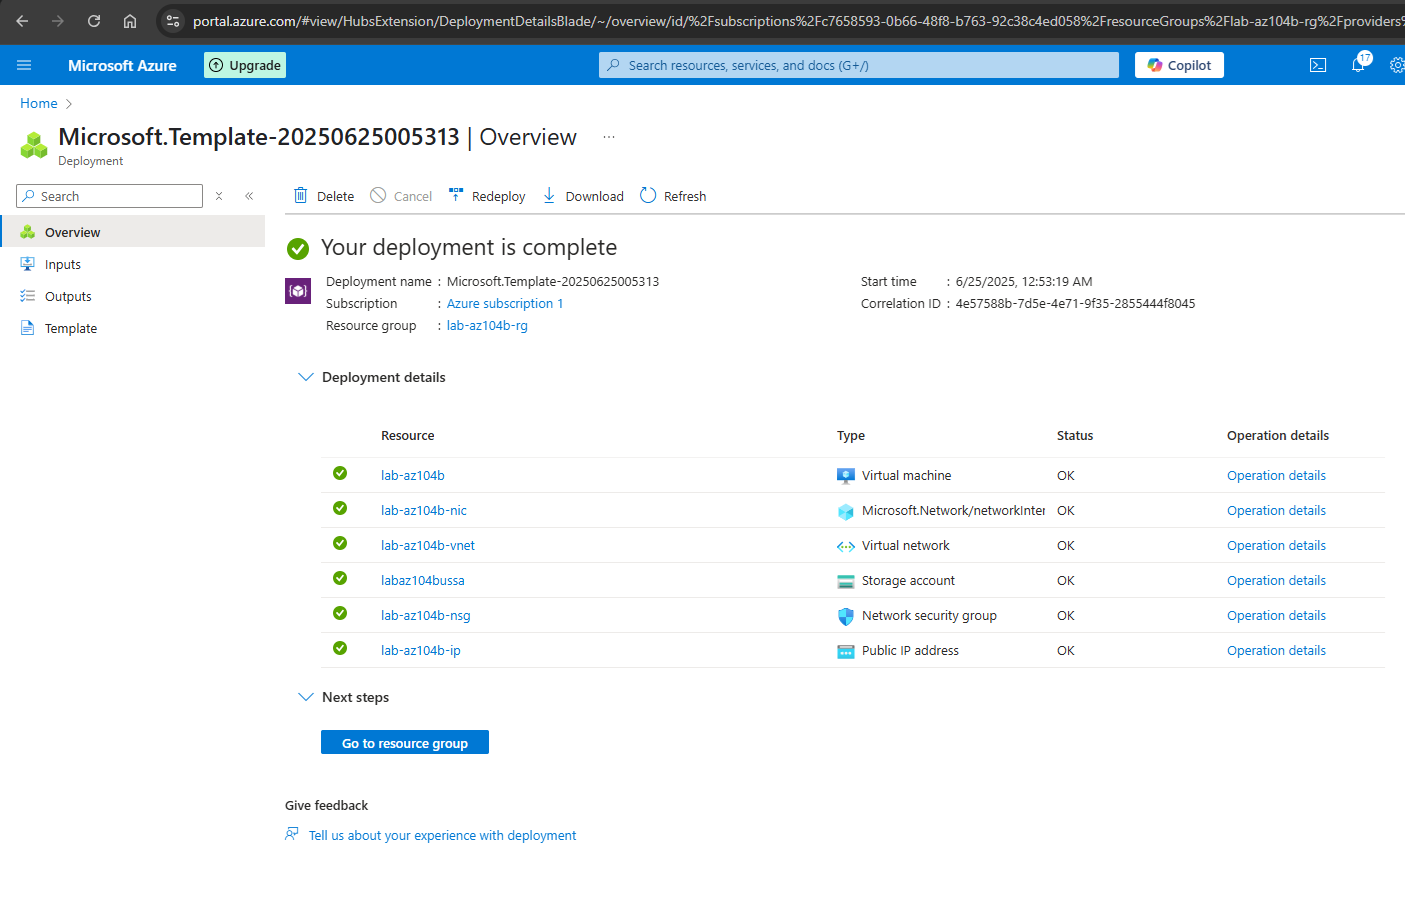 portal.azure.com/#view/HubsExtension/DeploymentDetailsBlade/~/overview/id/%2Fsubscriptions%2Fc7658593-0b66-48f8-b763-92c38c4ed058%2FresourceGroups%2Flab-az104b-rg%2Fproviders%
Microsoft Azure Upgrade Search resources, services, and docs (G+/) Copilot 17
Home
Microsoft.Template-20250625005313 | Overview ...
Deployment
Search
Overview
Inputs
Outputs
Template
Delete Cancel Redeploy Download Refresh
Your deployment is complete
Deployment name : Microsoft.Template-20250625005313
Subscription : Azure subscription 1
Resource group : lab-az104b-rg
Start time : 6/25/2025, 12:53:19 AM
Correlation ID : 4e57588b-7d5e-4e71-9f35-2855444f8045
Deployment details
Resource Type Status Operation details
lab-az104b Virtual machine OK Operation details
lab-az104b-nic Microsoft.Network/networkInter OK Operation details
lab-az104b-vnet Virtual network OK Operation details
labaz104bussa Storage account OK Operation details
lab-az104b-nsg Network security group OK Operation details
lab-az104b-ip Public IP address OK Operation details
Next steps
Go to resource group
Give feedback
Tell us about your experience with deployment